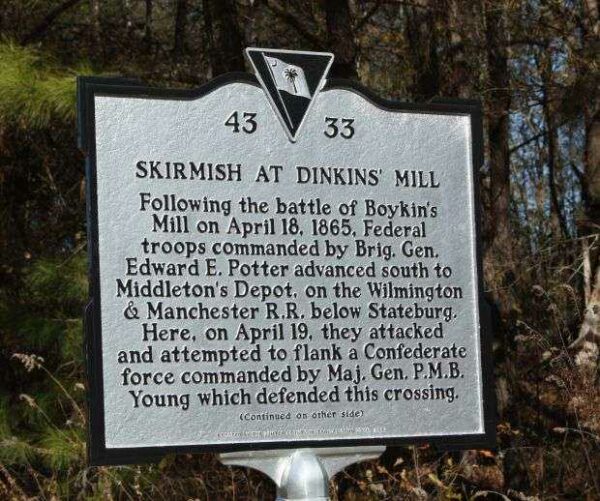 43 33
SKIRMISH AT DINKINS' MILL
Following the battle of Boykin's
Mill on April 18, 1865, Federal
troops commanded by Brig. Gen.
Edward E. Potter advanced south to
Middleton's Depot, on the Wilmington
& Manchester R.R. below Stateburg.
Here, on April 19, they attacked
and attempted to flank a Confederate
force commanded by Maj. Gen. P.M.B.
Young which defended this crossing.
(Continued on other side)